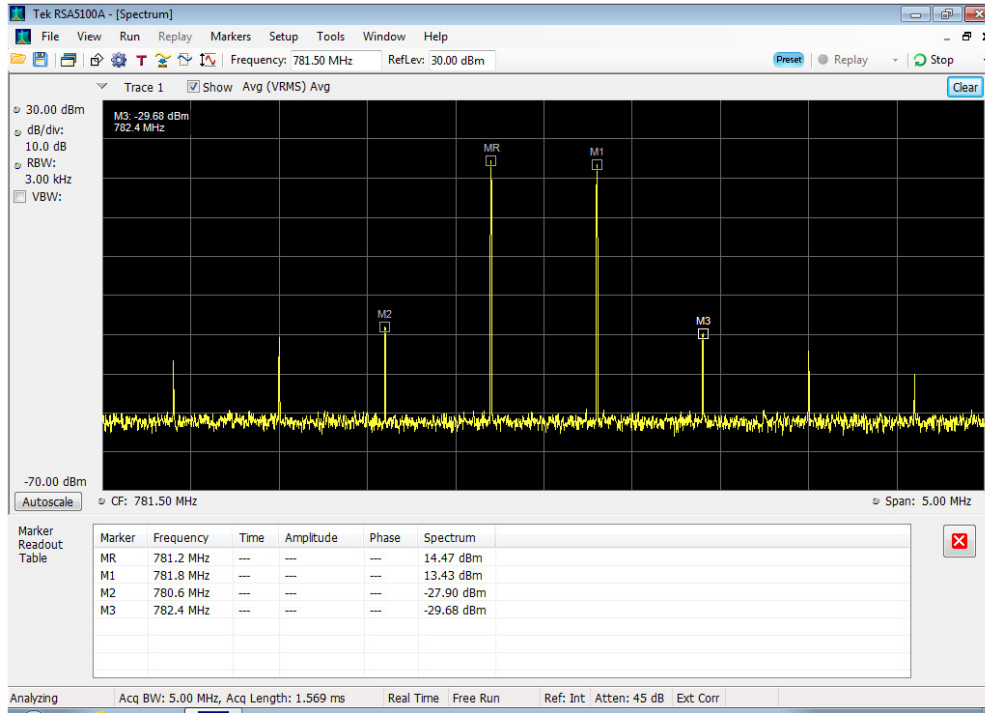 Tek RSA5100A - [Spectrum]
File View Run Replay Markers Setup Tools Window Help
T Frequency: 781.50 MHz RefLev: 30.00 dBm Preset Replay Stop
Trace 1 Show Avg (VRMS) Avg Clear
30.00 dBm
dB/div:
10.0 dB
RBW:
3.00 kHz
VBW:
M3: -29.68 dBm
782.4 MHz
MR
M1
M2
M3
-70.00 dBm
Autoscale CF: 781.50 MHz Span: 5.00 MHz
Marker
Readout
Table
Marker Frequency Time Amplitude Phase Spectrum
MR 781.2 MHz --- --- --- 14.47 dBm
M1 781.8 MHz --- --- --- 13.43 dBm
M2 780.6 MHz --- --- --- -27.90 dBm
M3 782.4 MHz --- --- --- -29.68 dBm
Analyzing Acq BW: 5.00 MHz, Acq Length: 1.569 ms Real Time Free Run Ref: Int Atten: 45 dB Ext Corr